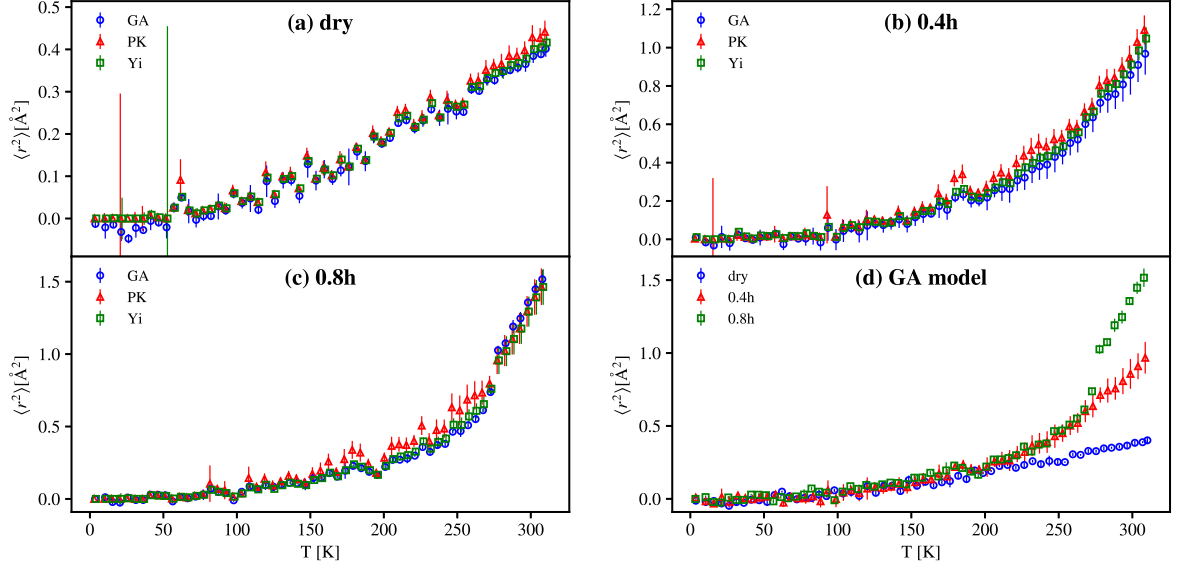 (a) dry
GA
PK
Yi
0.5
0.4
0.3
0.2
0.1
0.0
⟨r²⟩[Å²]
(b) 0.4h
GA
PK
Yi
1.2
1.0
0.8
0.6
0.4
0.2
0.0
⟨r²⟩[Å²]
(c) 0.8h
GA
PK
Yi
1.5
1.0
0.5
0.0
⟨r²⟩[Å²]
0 50 100 150 200 250 300
T [K]
(d) GA model
dry
0.4h
0.8h
1.5
1.0
0.5
0.0
⟨r²⟩[Å²]
0 50 100 150 200 250 300
T [K]